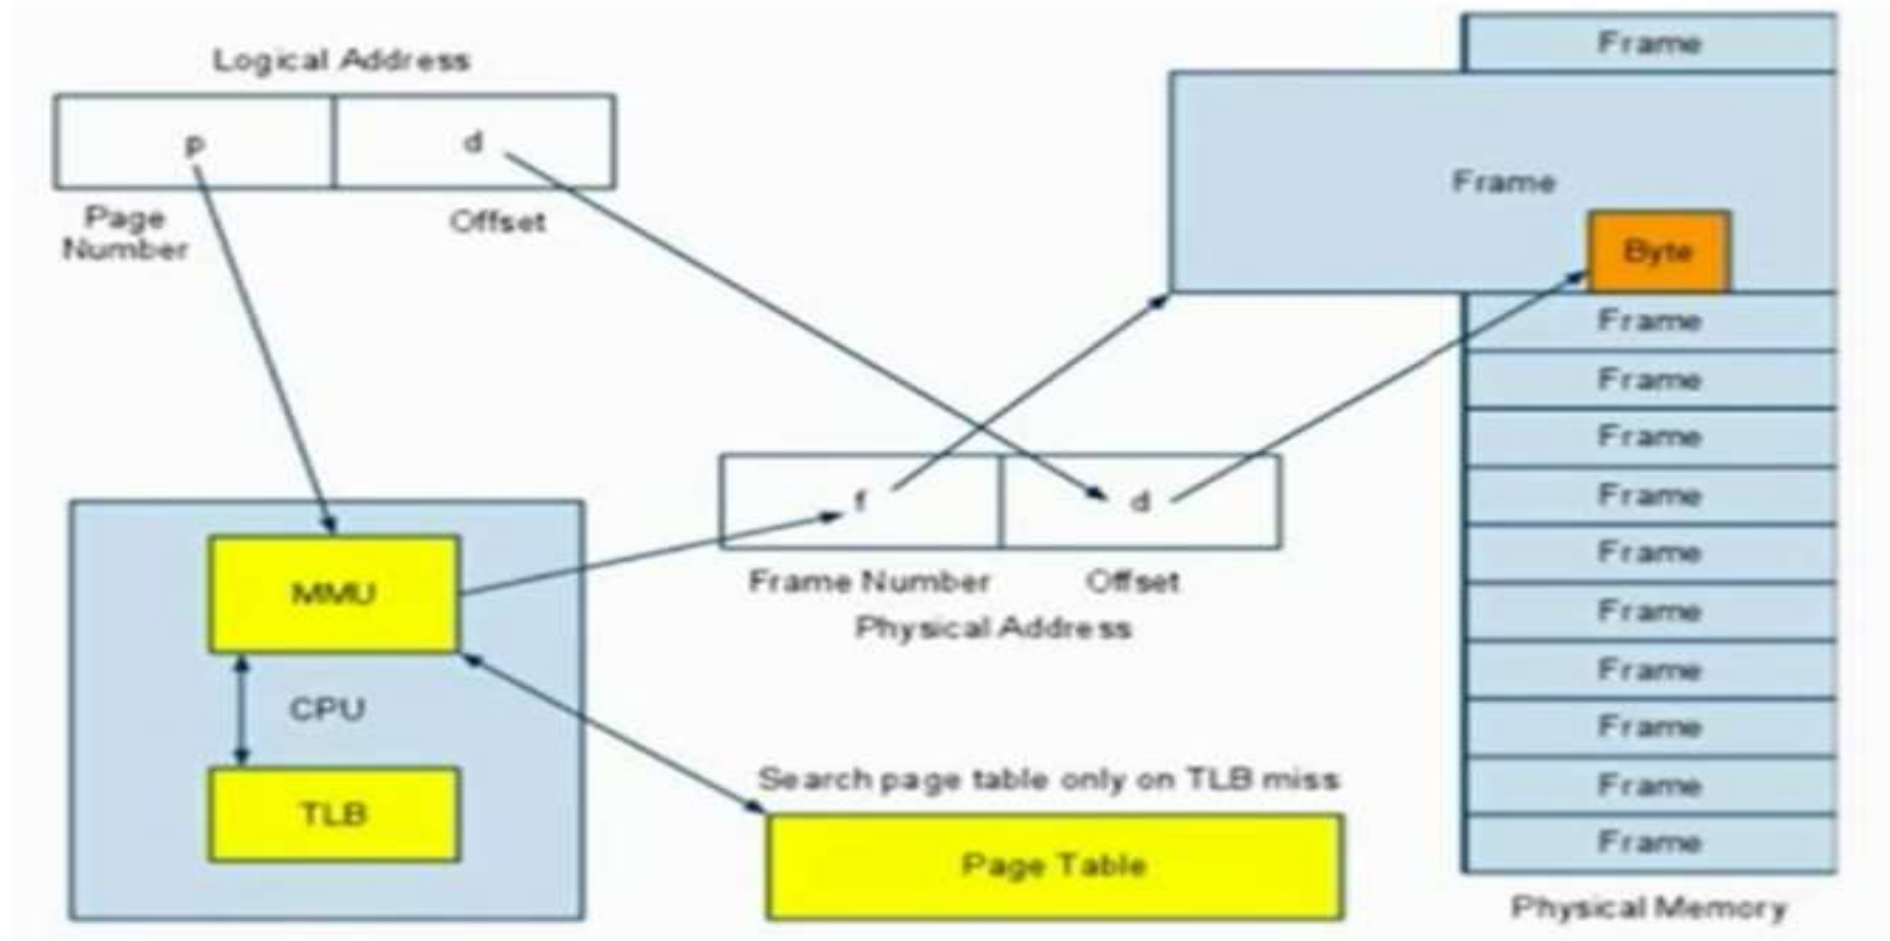 Logical Address
p
d
Page
Number
Offset
MMU
CPU
TLB
f
d
Frame Number
Offset
Physical Address
Search page table only on TLB miss
Page Table
Frame
Frame
Byte
Frame
Frame
Frame
Frame
Frame
Frame
Frame
Frame
Frame
Frame
Physical Memory